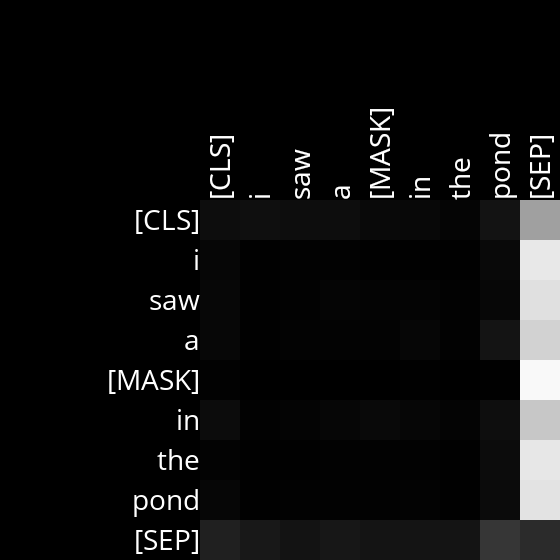 [CLS] i saw a [MASK] in the pond [SEP]
[CLS]
i
saw
a
[MASK]
in
the
pond
[SEP]